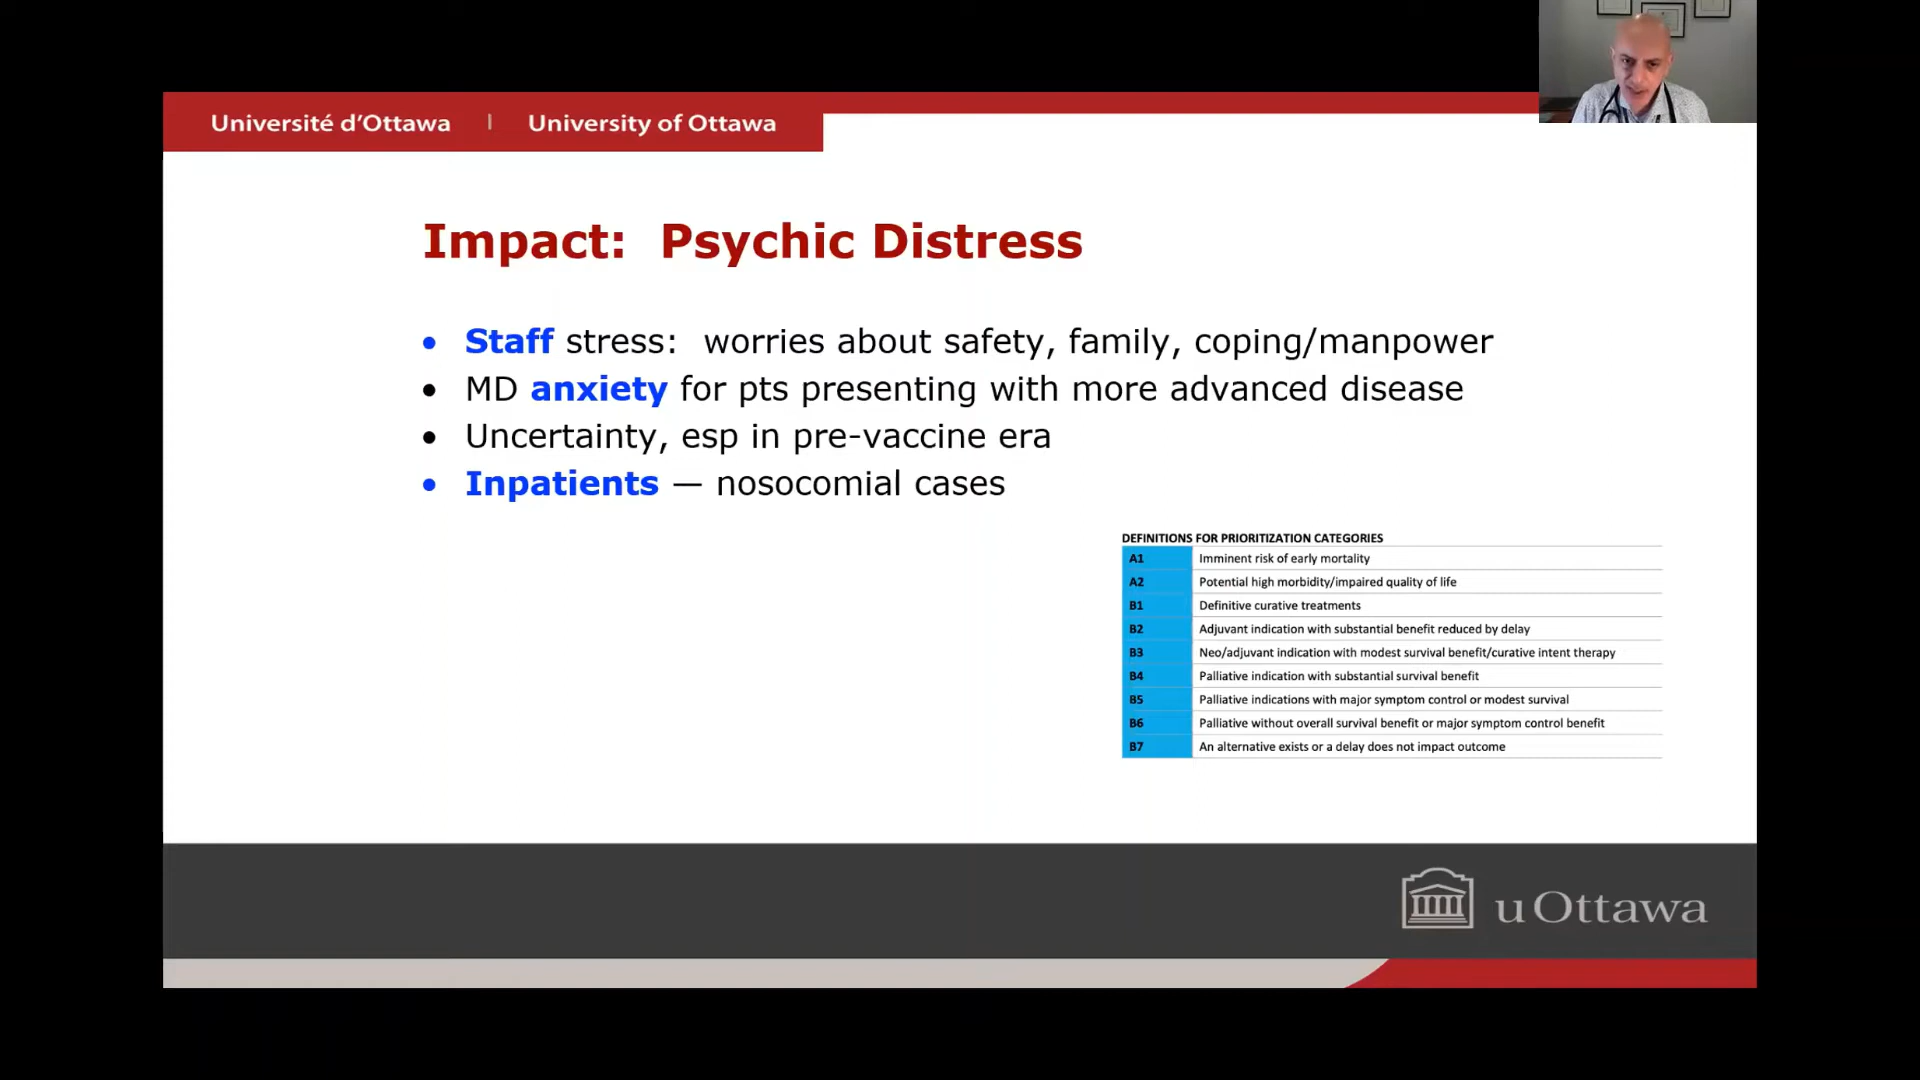 Université d'Ottawa | University of Ottawa
Impact: Psychic Distress
• Staff stress: worries about safety, family, coping/manpower
• MD anxiety for pts presenting with more advanced disease
• Uncertainty, esp in pre-vaccine era
• Inpatients — nosocomial cases
DEFINITIONS FOR PRIORITIZATION CATEGORIES
A1 Imminent risk of early mortality
A2 Potential high morbidity/impaired quality of life
B1 Definitive curative treatments
B2 Adjuvant indication with substantial benefit reduced by delay
B3 Neo/adjuvant indication with modest survival benefit/curative intent therapy
B4 Palliative indication with substantial survival benefit
B5 Palliative indications with major symptom control or modest survival
B6 Palliative without overall survival benefit or major symptom control benefit
B7 An alternative exists or a delay does not impact outcome
uOttawa